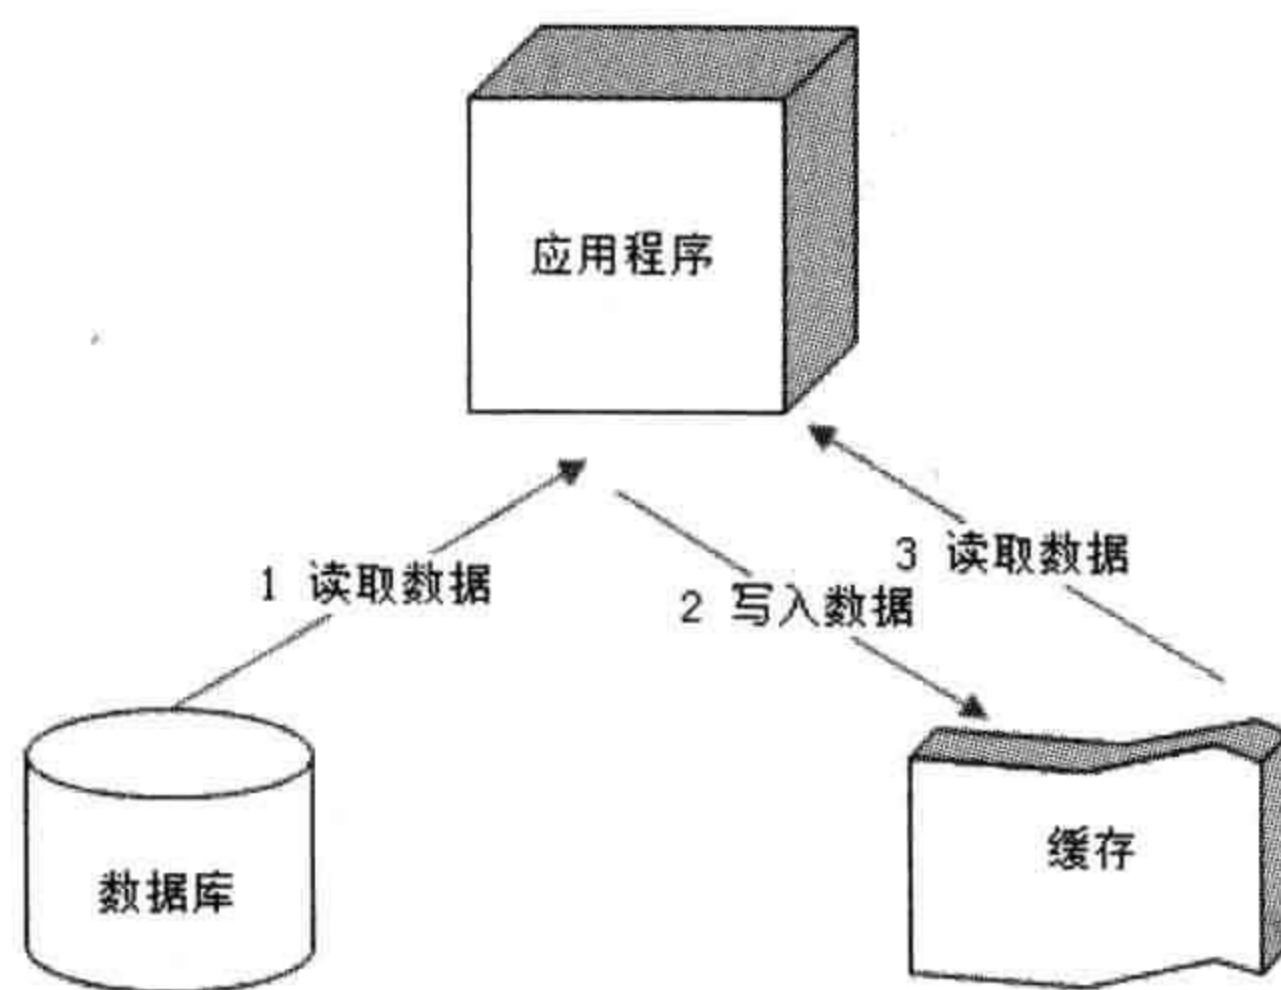 应用程序
3 读取数据
1 读取数据
2 写入数据
缓存
数据库